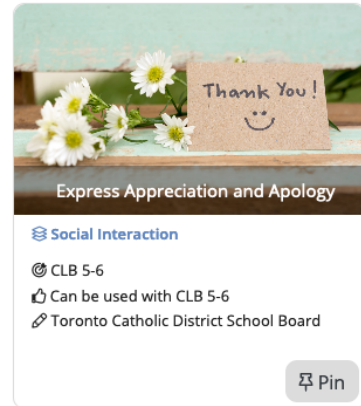 Thank You!
Express Appreciation and Apology
Social Interaction
CLB 5-6
Can be used with CLB 5-6
Toronto Catholic District School Board
Pin